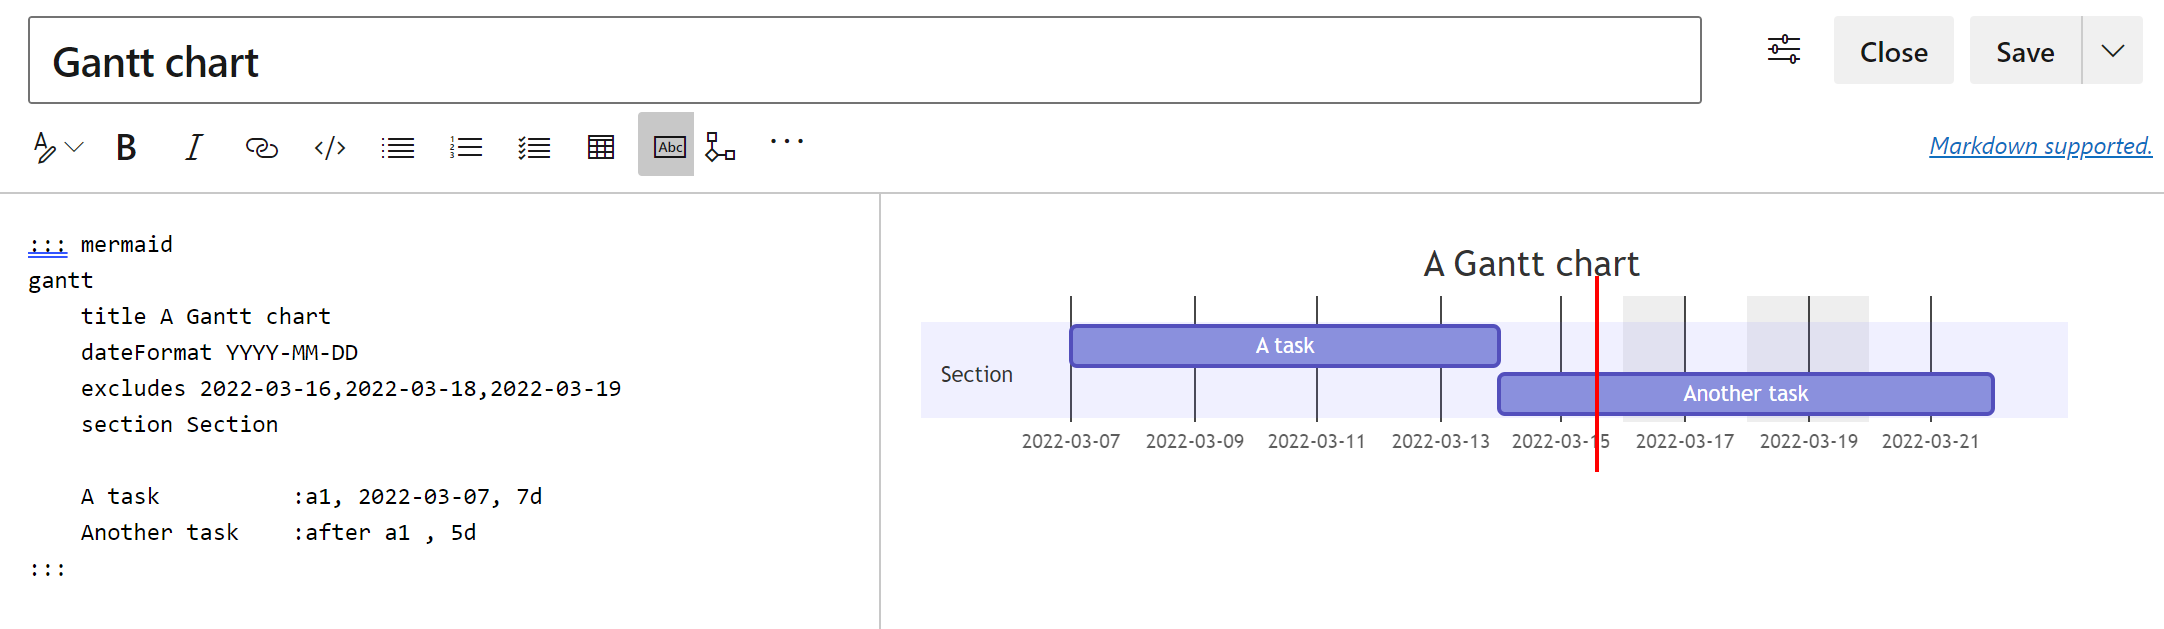 Gantt chart
Close
Save
B I </> 1 2 3 Abc ...
Markdown supported.
::: mermaid
gantt
title A Gantt chart
dateFormat YYYY-MM-DD
excludes 2022-03-16,2022-03-18,2022-03-19
section Section
A task :a1, 2022-03-07, 7d
Another task :after a1 , 5d
:::
A Gantt chart
A task
Section
Another task
2022-03-07 2022-03-09 2022-03-11 2022-03-13 2022-03-15 2022-03-17 2022-03-19 2022-03-21